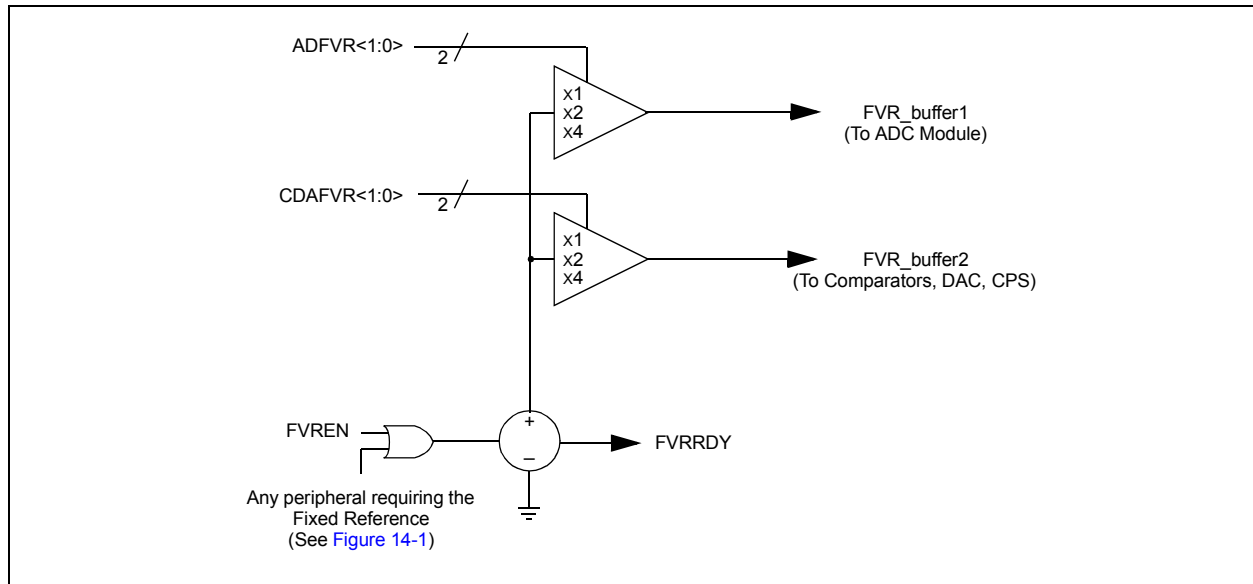 ADFVR<1:0>
2
x1
x2
x4
FVR_buffer1
(To ADC Module)
CDAFVR<1:0>
2
x1
x2
x4
FVR_buffer2
(To Comparators, DAC, CPS)
FVREN
+
–
FVRRDY
Any peripheral requiring the
Fixed Reference
(See Figure 14-1)